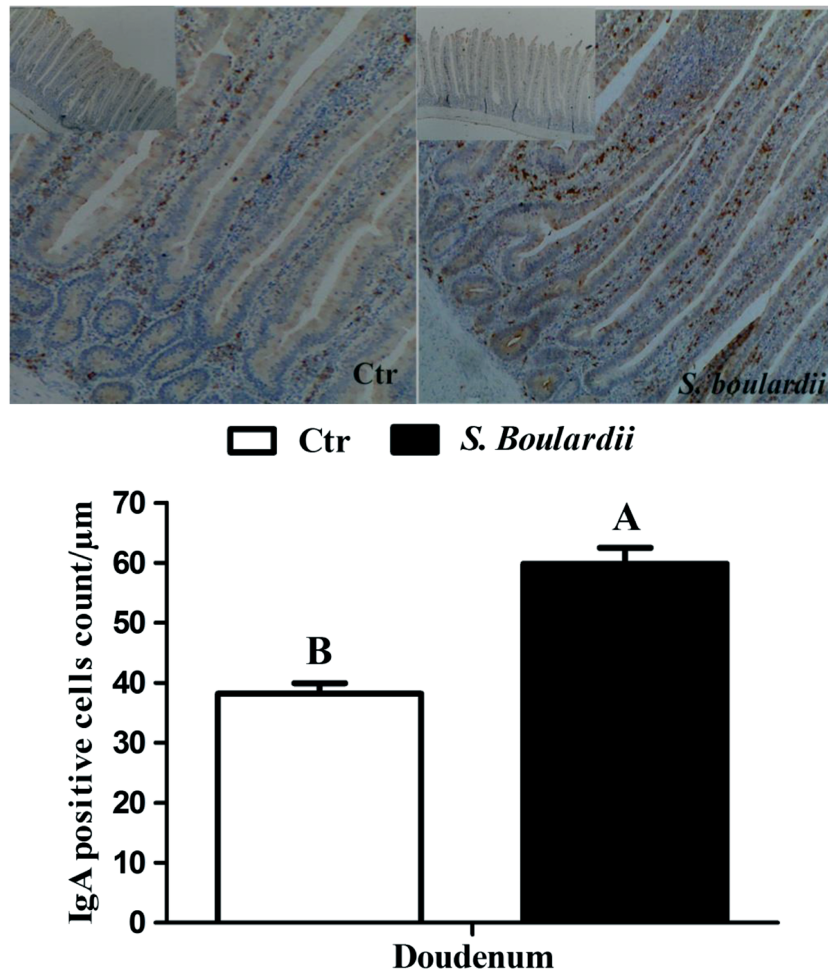 Ctr
S. boulardii
Ctr
S. Boulardii
IgA positive cells count/µm
70
60
50
40
30
20
10
0
B
A
Doudenum